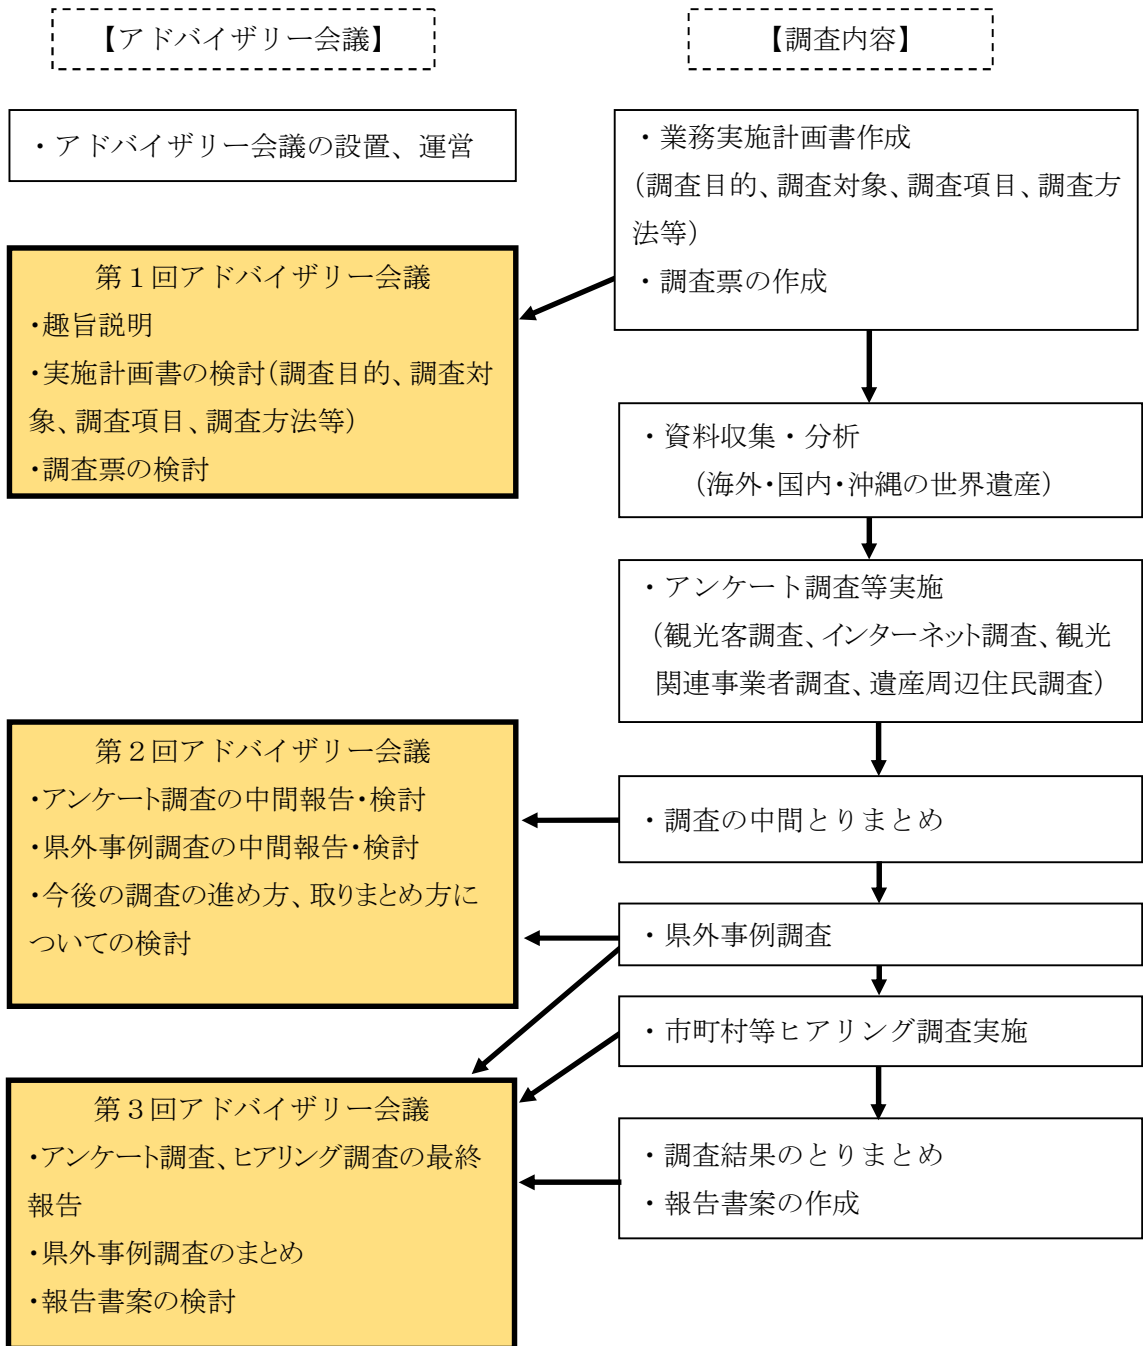 【アドバイザリー会議】
・アドバイザリー会議の設置、運営
第１回アドバイザリー会議
・趣旨説明
・実施計画書の検討(調査目的、調査対
象、調査項目、調査方法等)
・調査票の検討
第２回アドバイザリー会議
・アンケート調査の中間報告・検討
・県外事例調査の中間報告・検討
・今後の調査の進め方、取りまとめ方に
ついての検討
第３回アドバイザリー会議
・アンケート調査、ヒアリング調査の最終
報告
・県外事例調査のまとめ
・報告書案の検討
【調査内容】
・業務実施計画書作成
(調査目的、調査対象、調査項目、調査方
法等)
・調査票の作成
・資料収集・分析
(海外・国内・沖縄の世界遺産)
・アンケート調査等実施
(観光客調査、インターネット調査、観光
関連事業者調査、遺産周辺住民調査)
・調査の中間とりまとめ
・県外事例調査
・市町村等ヒアリング調査実施
・調査結果のとりまとめ
・報告書案の作成